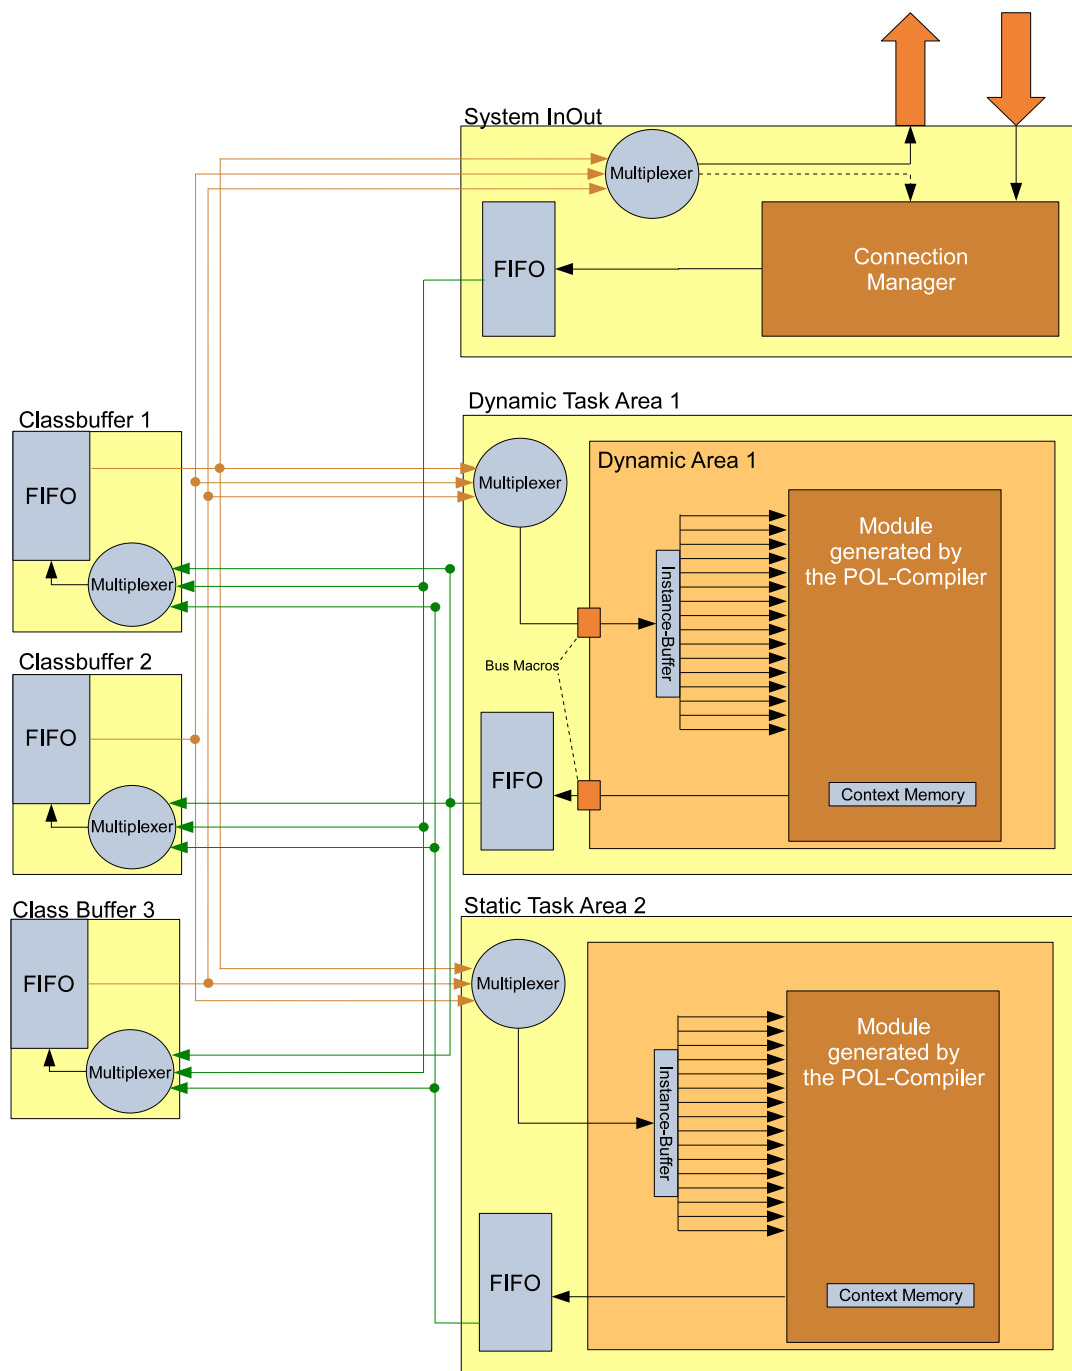 System InOut
Multiplexer
FIFO
Connection
Manager
Classbuffer 1
FIFO
Multiplexer
Dynamic Task Area 1
Multiplexer
Dynamic Area 1
Module
generated by
the POL-Compiler
Instance-Buffer
Bus Macros
FIFO
Context Memory
Classbuffer 2
FIFO
Multiplexer
Class Buffer 3
FIFO
Multiplexer
Static Task Area 2
Multiplexer
Module
generated by
the POL-Compiler
Instance-Buffer
FIFO
Context Memory